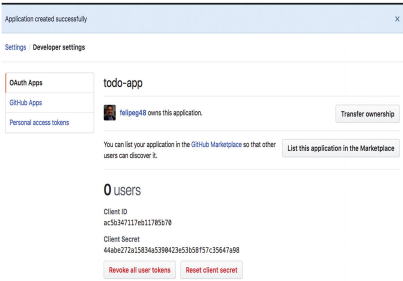 Application created successfully X
Settings / Developer settings
OAuth Apps
GitHub Apps
Personal access tokens
todo-app
felipeg48 owns this application.
Transfer ownership
You can list your application in the GitHub Marketplace so that other
users can discover it.
List this application in the Marketplace
0 users
Client ID
ac5b347117eb11705b70
Client Secret
44abe272a15834a5390423e53b58f57c35647a98
Revoke all user tokens
Reset client secret